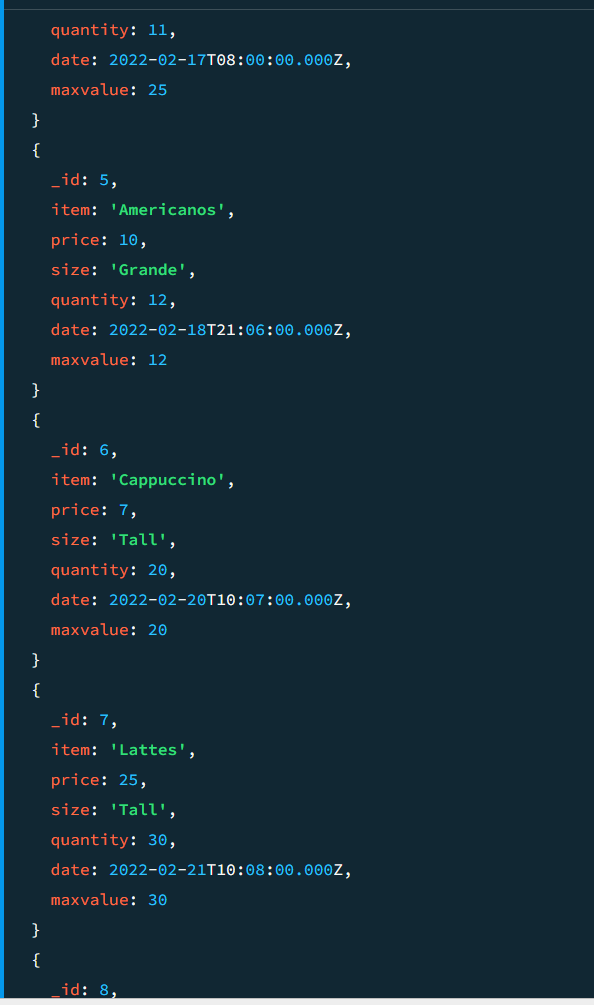 quantity: 11,
date: 2022-02-17T08:00:00.000Z,
maxvalue: 25
}
{
_id: 5,
item: 'Americanos',
price: 10,
size: 'Grande',
quantity: 12,
date: 2022-02-18T21:06:00.000Z,
maxvalue: 12
}
{
_id: 6,
item: 'Cappuccino',
price: 7,
size: 'Tall',
quantity: 20,
date: 2022-02-20T10:07:00.000Z,
maxvalue: 20
}
{
_id: 7,
item: 'Lattes',
price: 25,
size: 'Tall',
quantity: 30,
date: 2022-02-21T10:08:00.000Z,
maxvalue: 30
}
{
_id: 8,